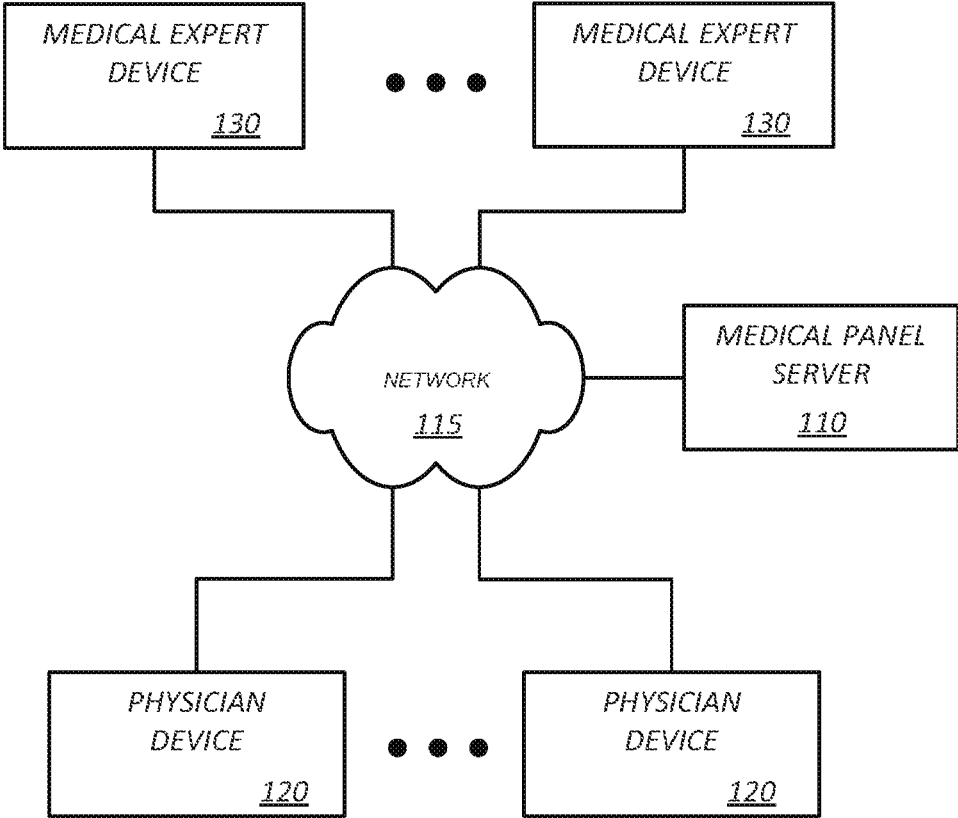 MEDICAL EXPERT
DEVICE
130
MEDICAL EXPERT
DEVICE
130
NETWORK
115
MEDICAL PANEL
SERVER
110
PHYSICIAN
DEVICE
120
PHYSICIAN
DEVICE
120